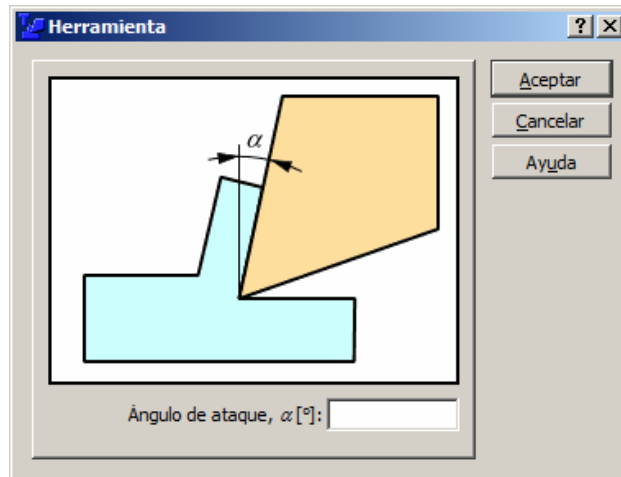 Herramienta
Aceptar
Cancelar
Ayuda
α
Ángulo de ataque, α [º]: